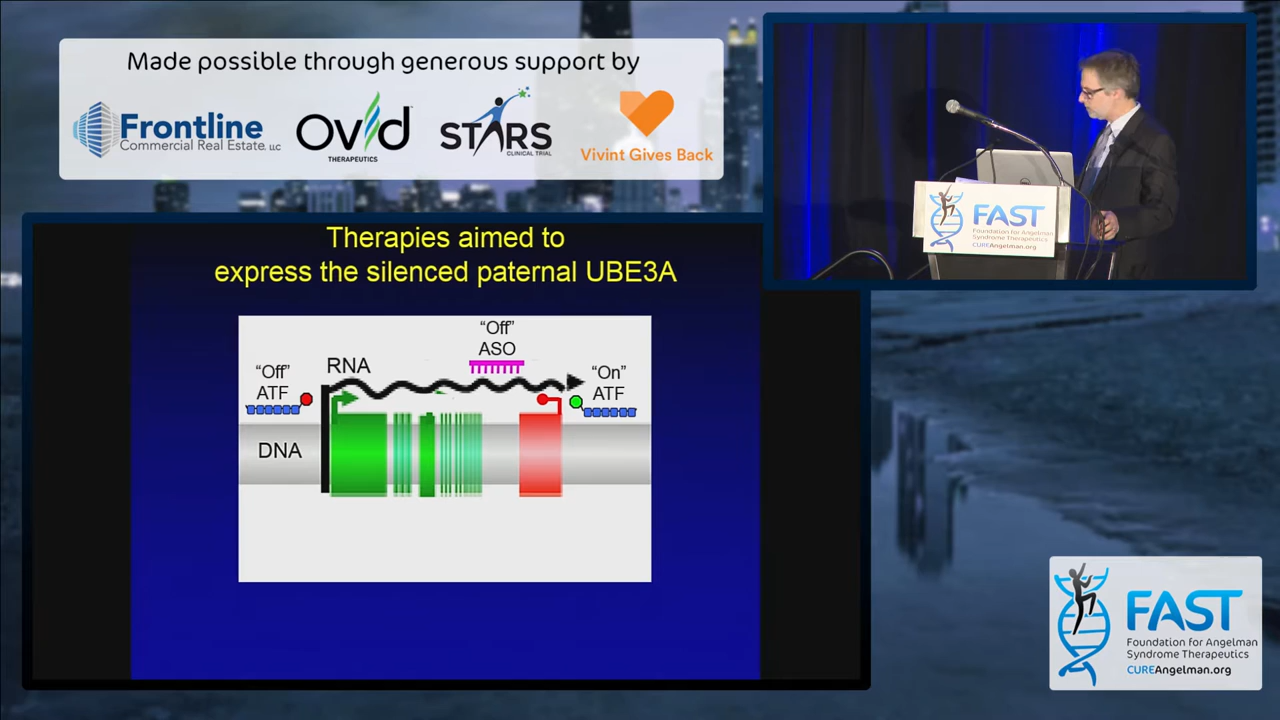 Made possible through generous support by
Frontline
Commercial Real Estate, LLC
OVID
THERAPEUTICS
STARS
CLINICAL TRIAL
Vivint Gives Back
FAST
Foundation for Angelman
Syndrome Therapeutics
CUREAngelman.org
Therapies aimed to
express the silenced paternal UBE3A
"Off"
ATF
RNA
"Off"
ASO
"On"
ATF
DNA
FAST
Foundation for Angelman
Syndrome Therapeutics
CUREAngelman.org